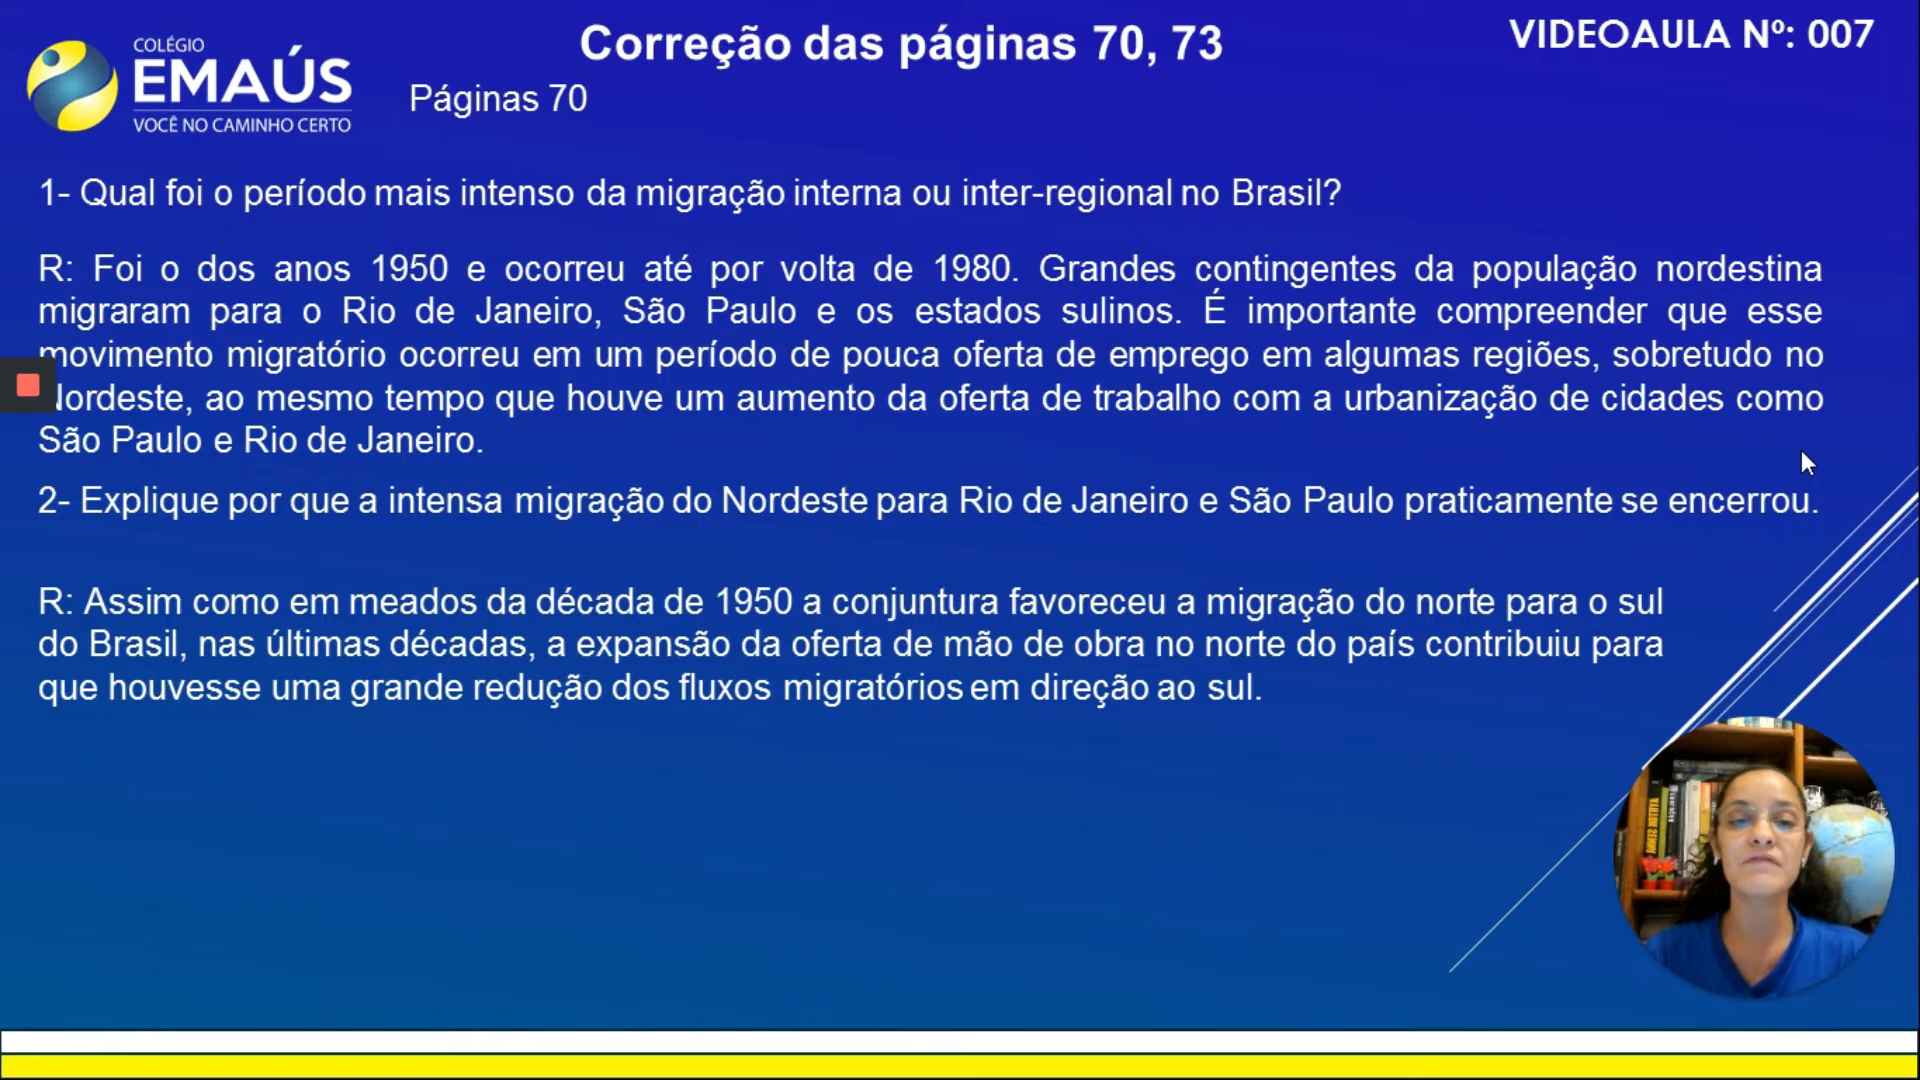 COLÉGIO
EMAÚS
VOCÊ NO CAMINHO CERTO
Correção das páginas 70, 73
VIDEOAULA Nº: 007
Páginas 70
1- Qual foi o período mais intenso da migração interna ou inter-regional no Brasil?
R: Foi o dos anos 1950 e ocorreu até por volta de 1980. Grandes contingentes da população nordestina
migraram para o Rio de Janeiro, São Paulo e os estados sulinos. É importante compreender que esse
movimento migratório ocorreu em um período de pouca oferta de emprego em algumas regiões, sobretudo no
Nordeste, ao mesmo tempo que houve um aumento da oferta de trabalho com a urbanização de cidades como
São Paulo e Rio de Janeiro.
2- Explique por que a intensa migração do Nordeste para Rio de Janeiro e São Paulo praticamente se encerrou.
R: Assim como em meados da década de 1950 a conjuntura favoreceu a migração do norte para o sul
do Brasil, nas últimas décadas, a expansão da oferta de mão de obra no norte do país contribuiu para
que houvesse uma grande redução dos fluxos migratórios em direção ao sul.